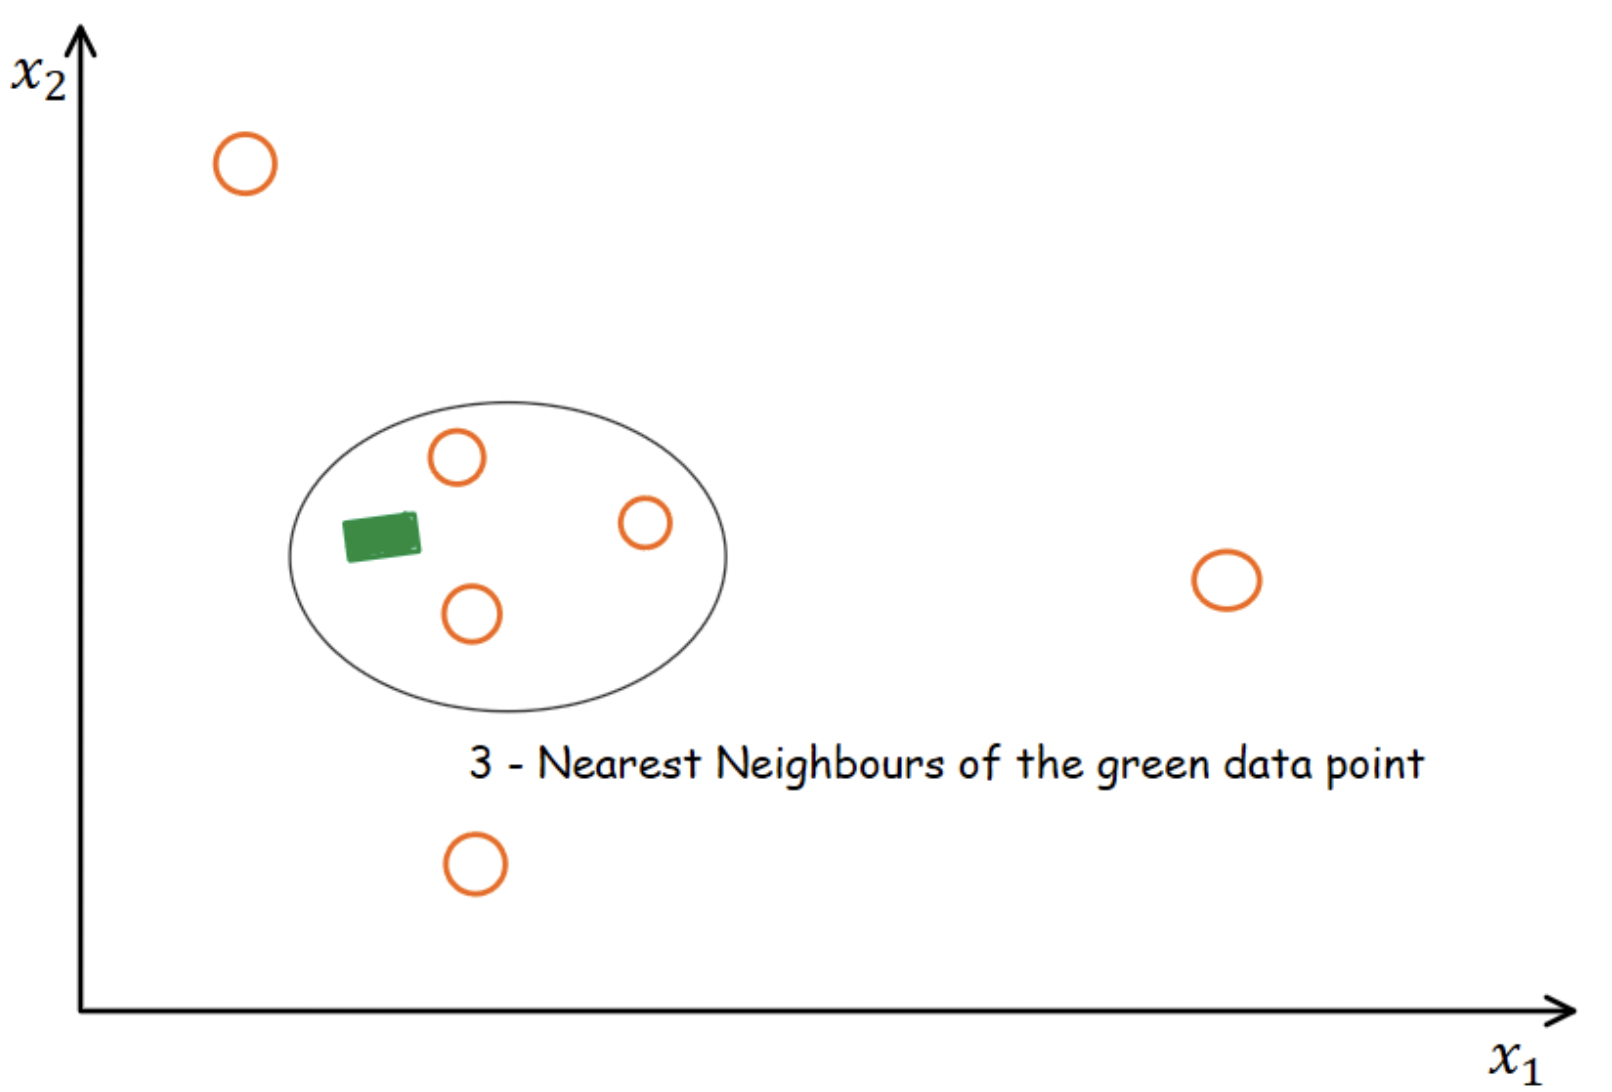 x₂
3 - Nearest Neighbours of the green data point
x₁